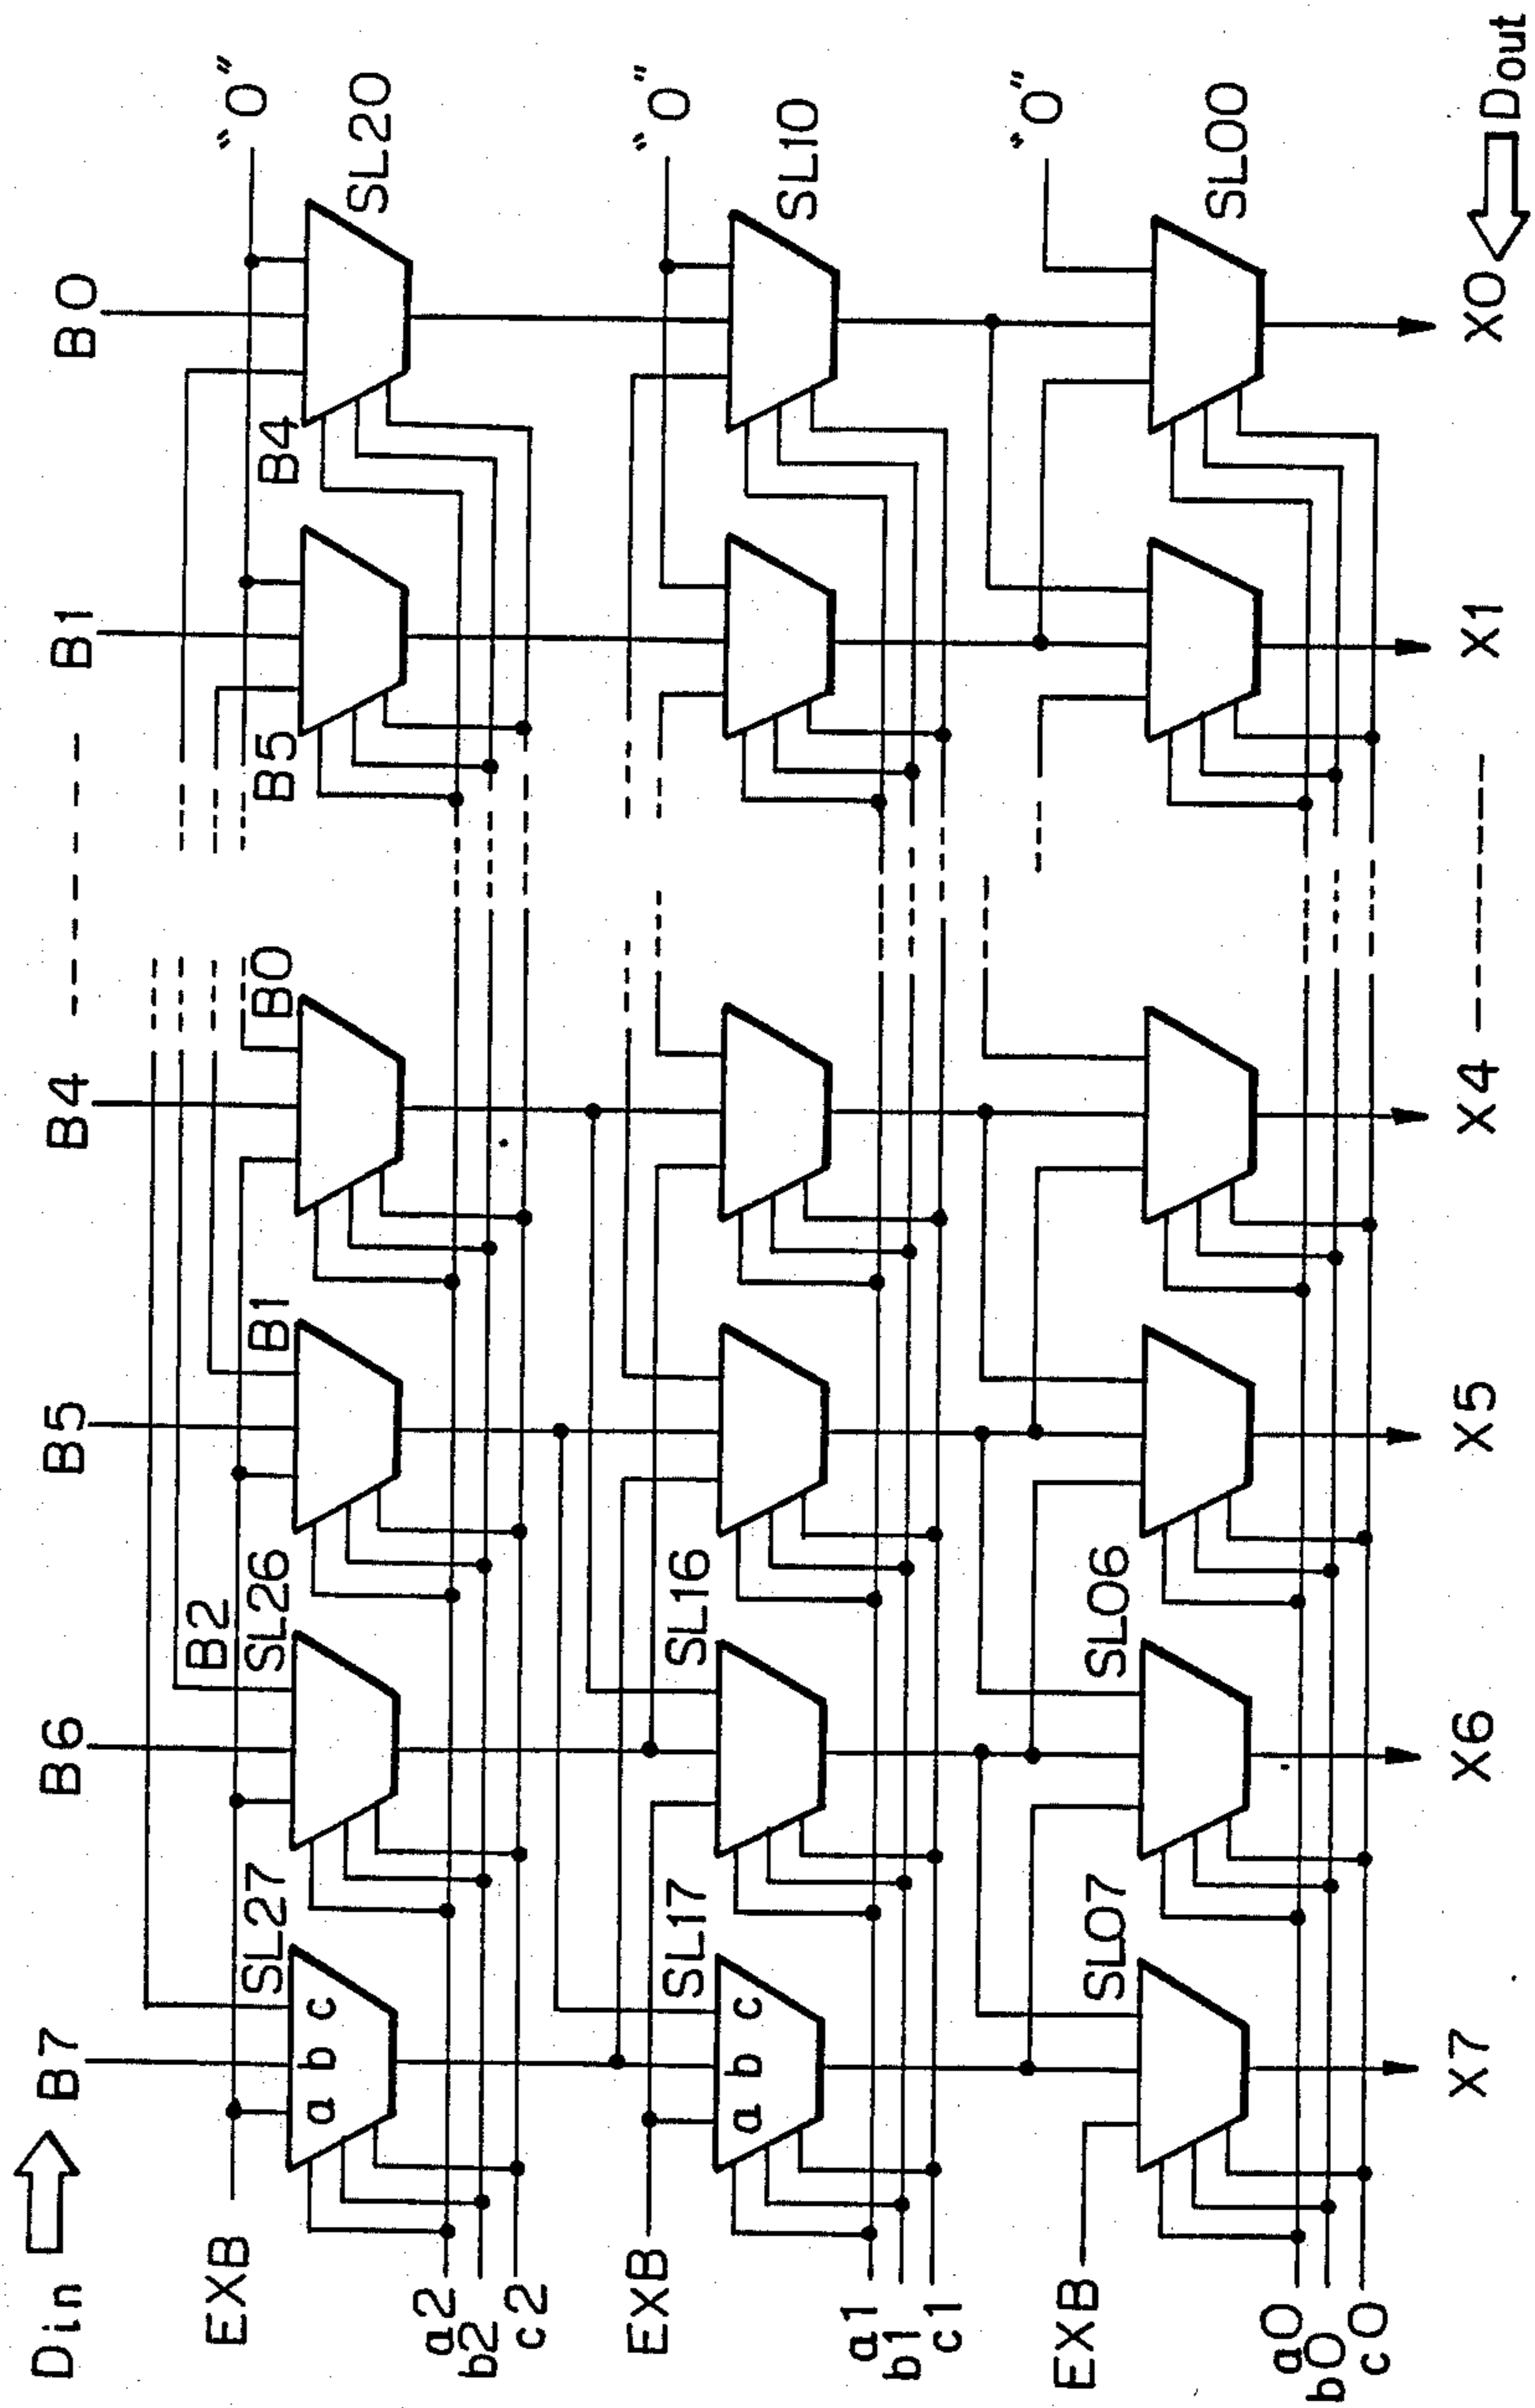 Din B7 B6 B5 B4 B1 B0
EXB "0"
B2 B1 B0 B5 B4
SL27 SL26 SL20
a b c
a2
b2
c2
EXB "0"
SL17 SL16 SL10
a b c
a1
b1
c1
EXB "0"
SL07 SL06 SL00
a0
b0
c0
X7 X6 X5 X4 X1 X0 Dout